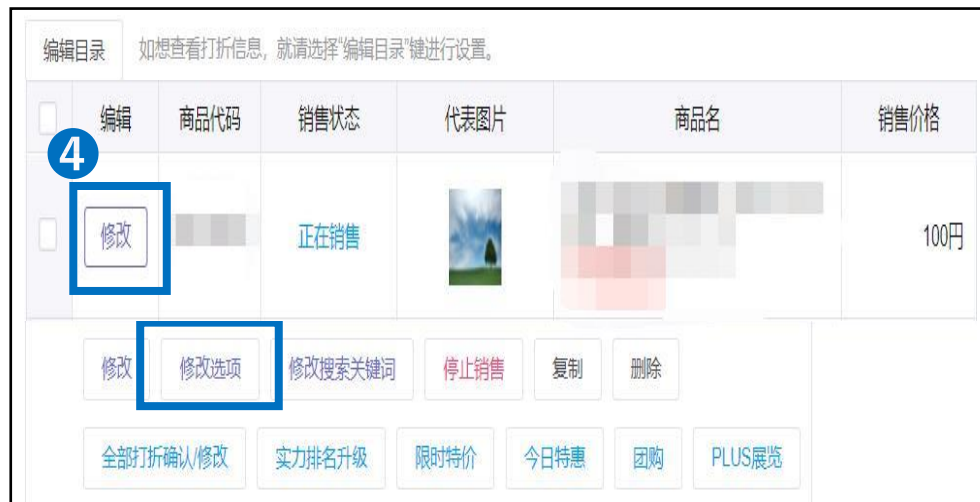 编辑目录 如想查看打折信息，就请选择“编辑目录”键进行设置。
编辑 商品代码 销售状态 代表图片 商品名 销售价格
4
修改 正在销售 100円
修改 修改选项 修改搜索关键词 停止销售 复制 删除
全部打折确认/修改 实力排名升级 限时特价 今日特惠 团购 PLUS展览